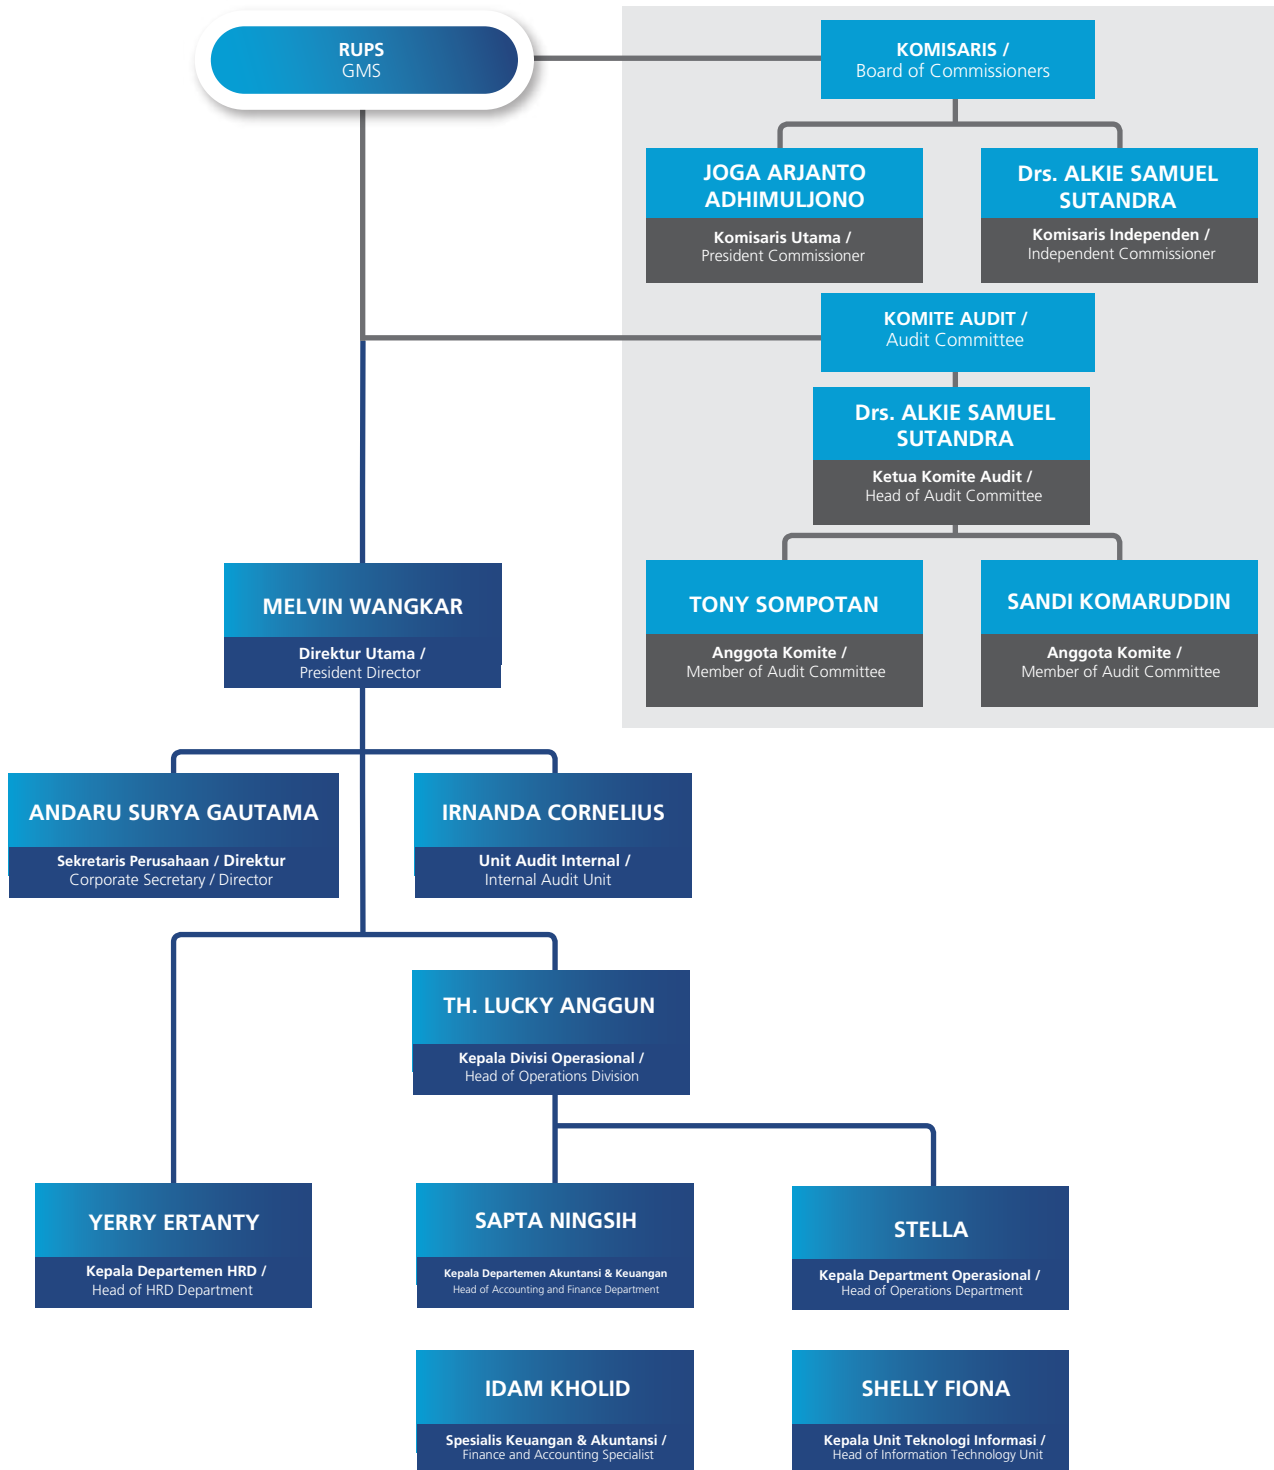 RUPS
GMS
KOMISARIS /
Board of Commissioners
JOGA ARJANTO
ADHIMULJONO
Komisaris Utama /
President Commissioner
Drs. ALKIE SAMUEL
SUTANDRA
Komisaris Independen /
Independent Commissioner
KOMITE AUDIT /
Audit Committee
Drs. ALKIE SAMUEL
SUTANDRA
Ketua Komite Audit /
Head of Audit Committee
TONY SOMPOTAN
Anggota Komite /
Member of Audit Committee
SANDI KOMARUDDIN
Anggota Komite /
Member of Audit Committee
MELVIN WANGKAR
Direktur Utama /
President Director
ANDARU SURYA GAUTAMA
Sekretaris Perusahaan / Direktur
Corporate Secretary / Director
IRNANDA CORNELIUS
Unit Audit Internal /
Internal Audit Unit
TH. LUCKY ANGGUN
Kepala Divisi Operasional /
Head of Operations Division
YERRY ERTANTY
Kepala Departemen HRD /
Head of HRD Department
SAPTA NINGSIH
Kepala Departemen Akuntansi & Keuangan
Head of Accounting and Finance Department
STELLA
Kepala Department Operasional /
Head of Operations Department
IDAM KHOLID
Spesialis Keuangan & Akuntansi /
Finance and Accounting Specialist
SHELLY FIONA
Kepala Unit Teknologi Informasi /
Head of Information Technology Unit